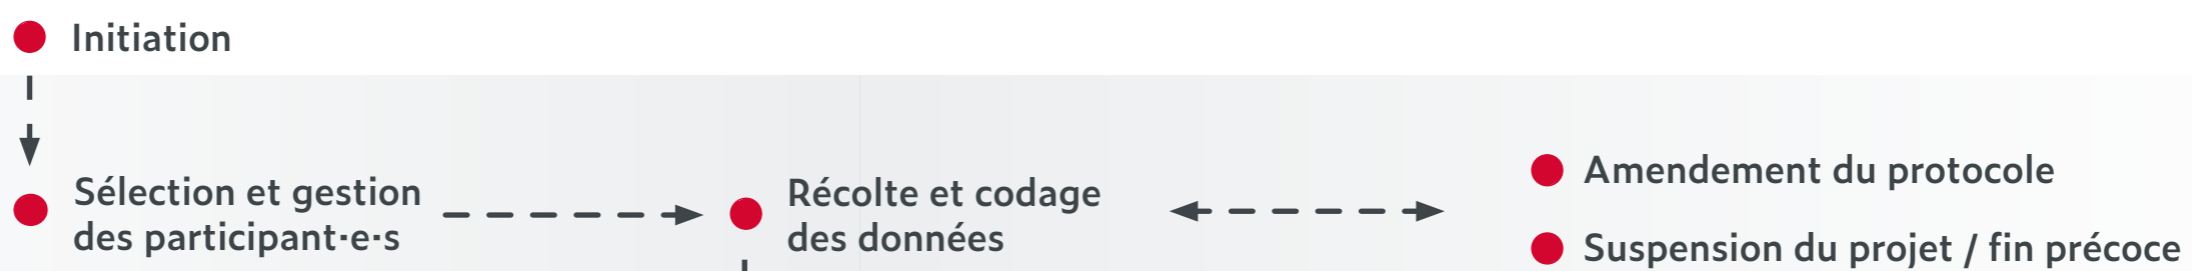 Initiation
Sélection et gestion
des participant·e·s
Récolte et codage
des données
Amendement du protocole
Suspension du projet / fin précoce